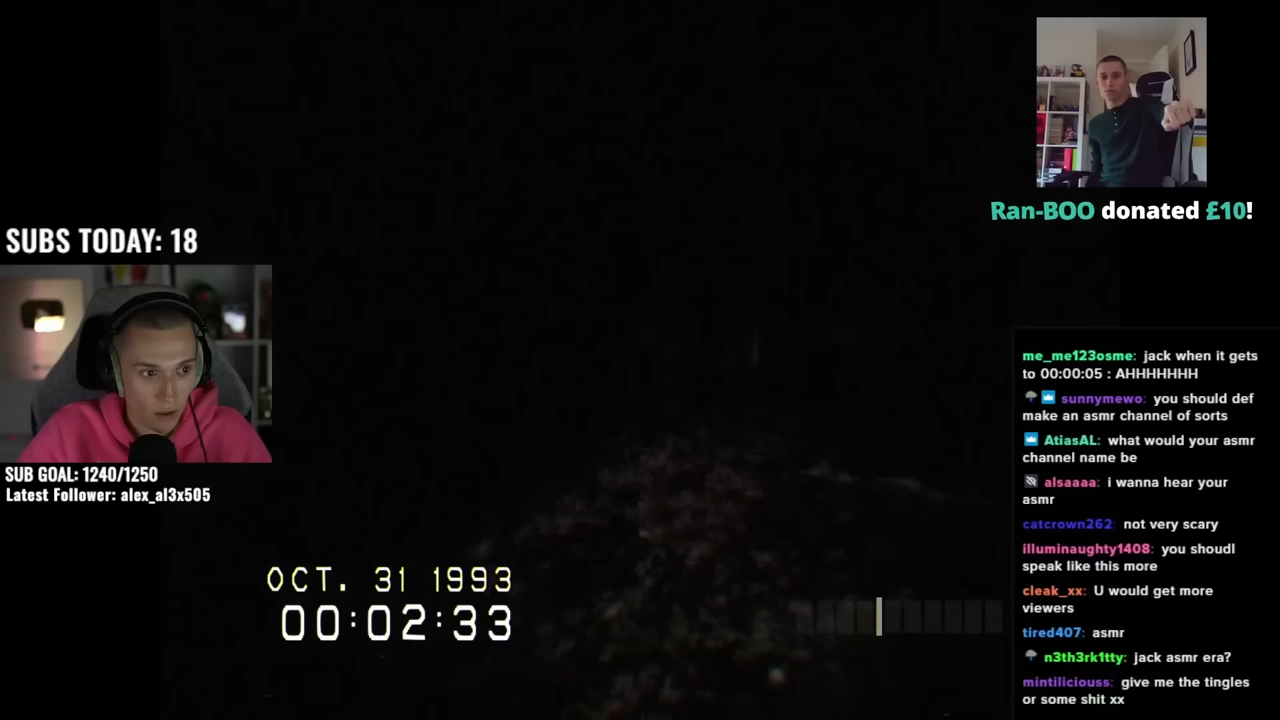 Ran-BOO donated £10!
SUBS TODAY: 18
SUB GOAL: 1240/1250
Latest Follower: alex_al3x505
OCT. 31 1993
00:02:33
me_me123osme: jack when it gets
to 00:00:05 : AHHHHHHH
sunnymewo: you should def
make an asmr channel of sorts
AtiasAL: what would your asmr
channel name be
alsaaaa: i wanna hear your
asmr
catcrown262: not very scary
illuminaughty1408: you shoudl
speak like this more
cleak_xx: U would get more
viewers
tired407: asmr
n3th3rk1tty: jack asmr era?
mintiliciouss: give me the tingles
or some shit xx